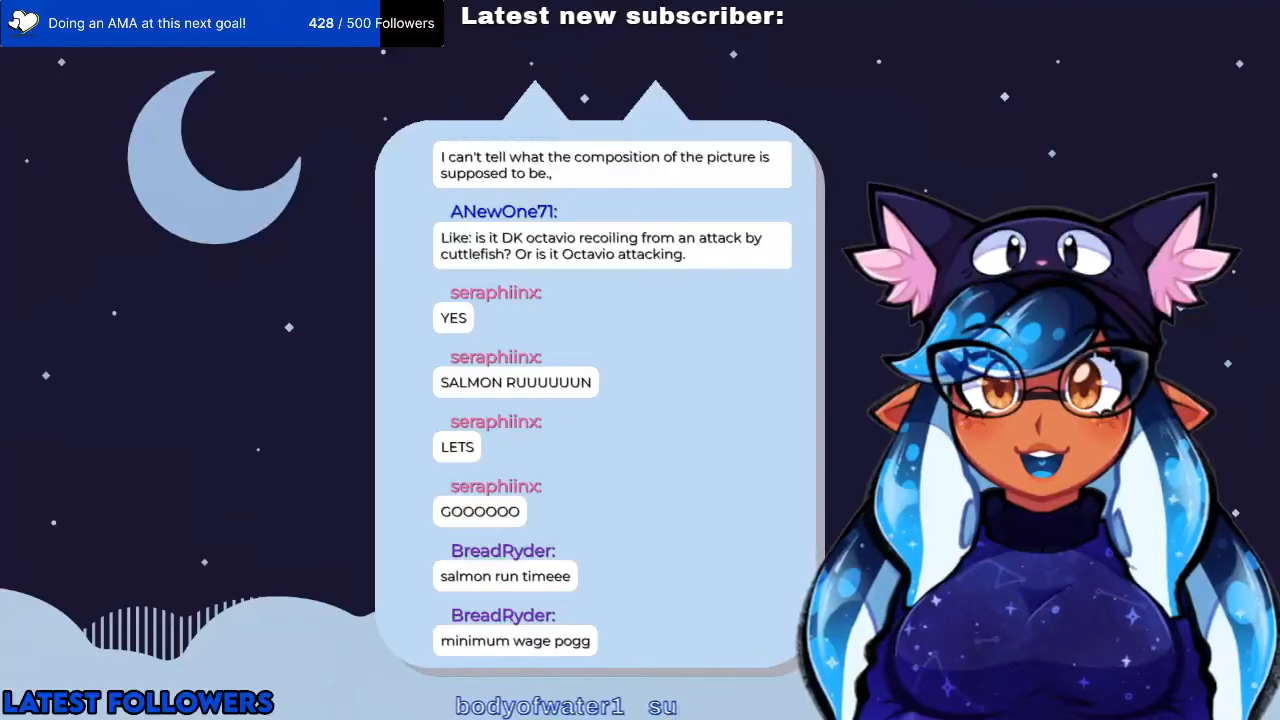 Doing an AMA at this next goal! 428 / 500 Followers
Latest new subscriber:
I can't tell what the composition of the picture is
supposed to be.,
ANewOne71:
Like: is it DK octavio recoiling from an attack by
cuttlefish? Or is it Octavio attacking.
seraphiinx:
YES
seraphiinx:
SALMON RUUUUUUN
seraphiinx:
LETS
seraphiinx:
GOOOOOO
BreadRyder:
salmon run timeee
BreadRyder:
minimum wage pogg
LATEST FOLLOWERS
bodyofwater1 su